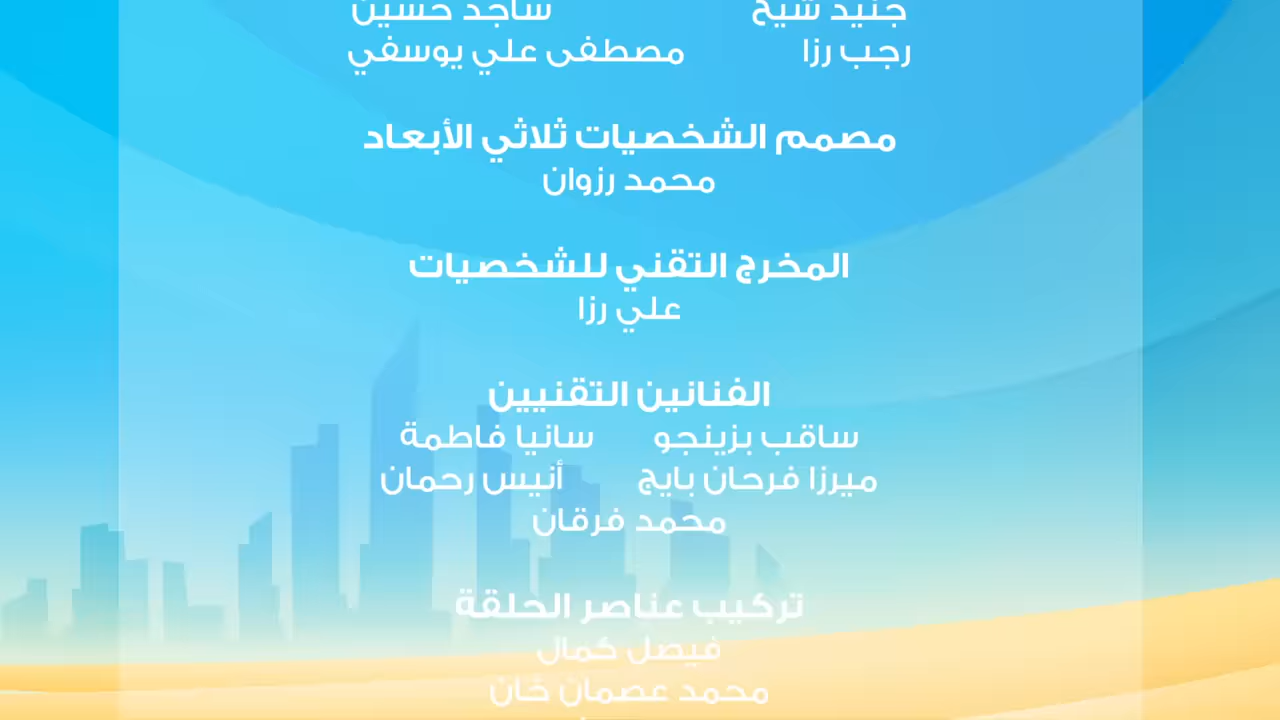 جنيد شيخ ساجد حسين
رجب رزا مصطفى علي يوسفي
مصمم الشخصيات ثلاثي الأبعاد
محمد رزوان
المخرج التقني للشخصيات
علي رزا
الفنانين التقنيين
ساقب بزينجو سانيا فاطمة
ميرزا فرحان بايج أنيس رحمان
محمد فرقان
تركيب عناصر الحلقة
فيصل كمال
محمد عصمان خان